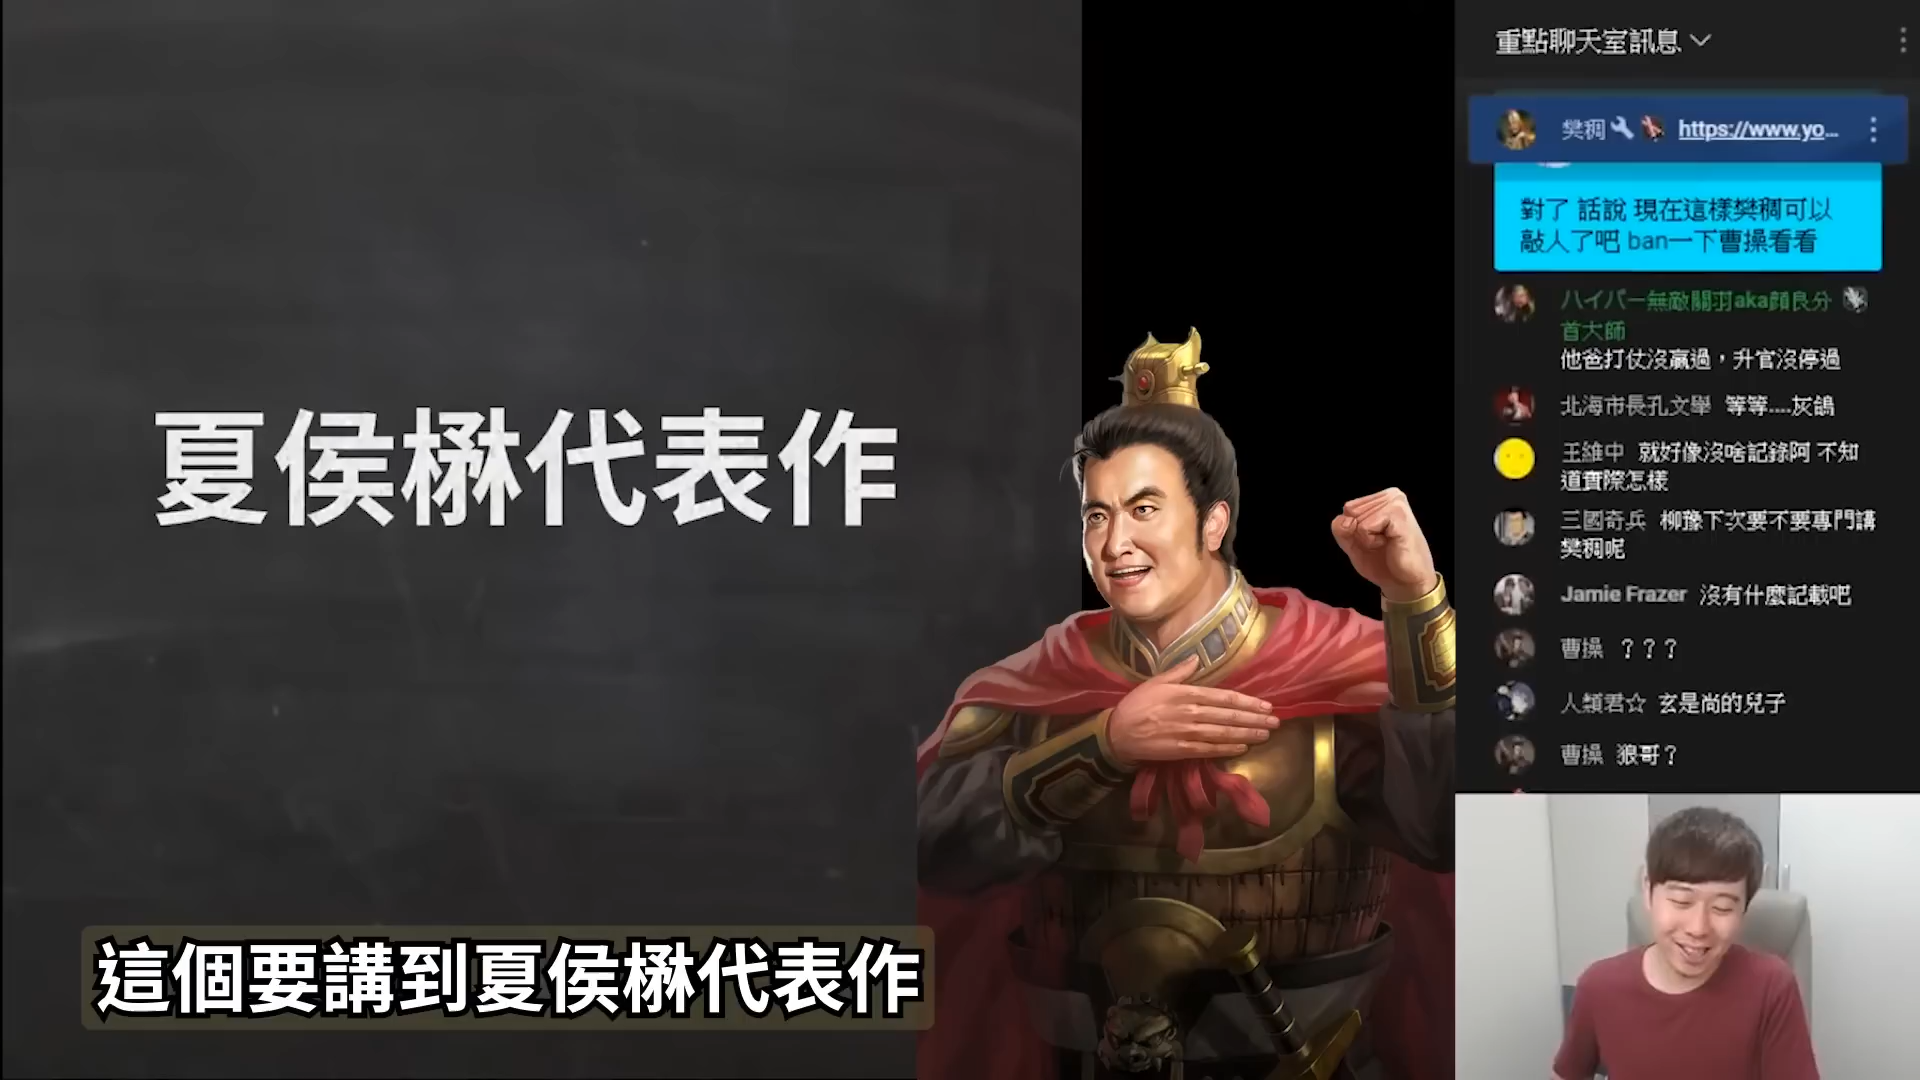 夏侯楙代表作
這個要講到夏侯楙代表作
重點聊天室訊息
樊稠 https://www.yo...
對了 話說 現在這樣樊稠可以
敲人了吧 ban一下曹操看看
ハイパー無敵關羽aka顏良分
首大師
他爸打仗沒贏過，升官沒停過
北海市長孔文舉 等等....灰鴿
王維中 就好像沒啥記錄阿 不知
道實際怎樣
三國奇兵 柳豫下次要不要專門講
樊稠呢
Jamie Frazer 沒有什麼記載吧
曹操 ？？？
人類君☆ 玄是尚的兒子
曹操 狼哥？